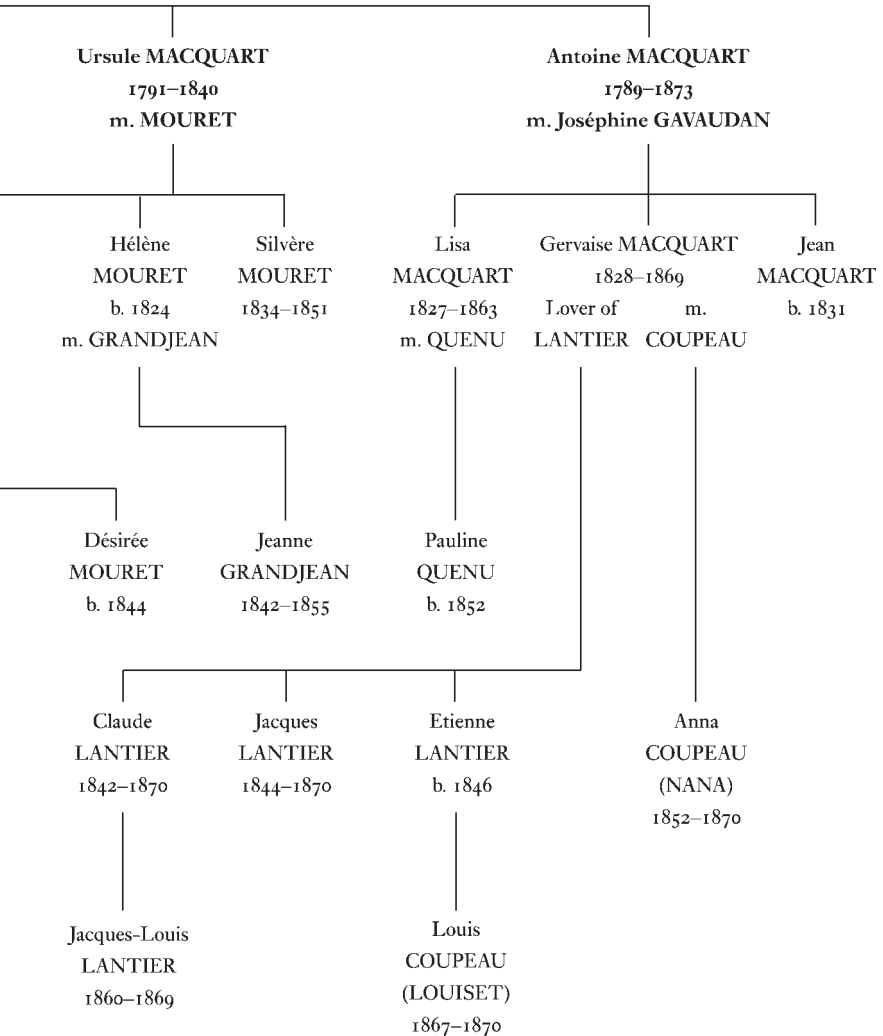 Ursule MACQUART
1791–1840
m. MOURET
Antoine MACQUART
1789–1873
m. Joséphine GAVAUDAN
Hélène
MOURET
b. 1824
m. GRANDJEAN
Silvère
MOURET
1834–1851
Lisa
MACQUART
1827–1863
m. QUENU
Gervaise MACQUART
1828–1869
Lover of m.
LANTIER COUPEAU
Jean
MACQUART
b. 1831
Désirée
MOURET
b. 1844
Jeanne
GRANDJEAN
1842–1855
Pauline
QUENU
b. 1852
Claude
LANTIER
1842–1870
Jacques
LANTIER
1844–1870
Etienne
LANTIER
b. 1846
Anna
COUPEAU
(NANA)
1852–1870
Jacques-Louis
LANTIER
1860–1869
Louis
COUPEAU
(LOUISET)
1867–1870